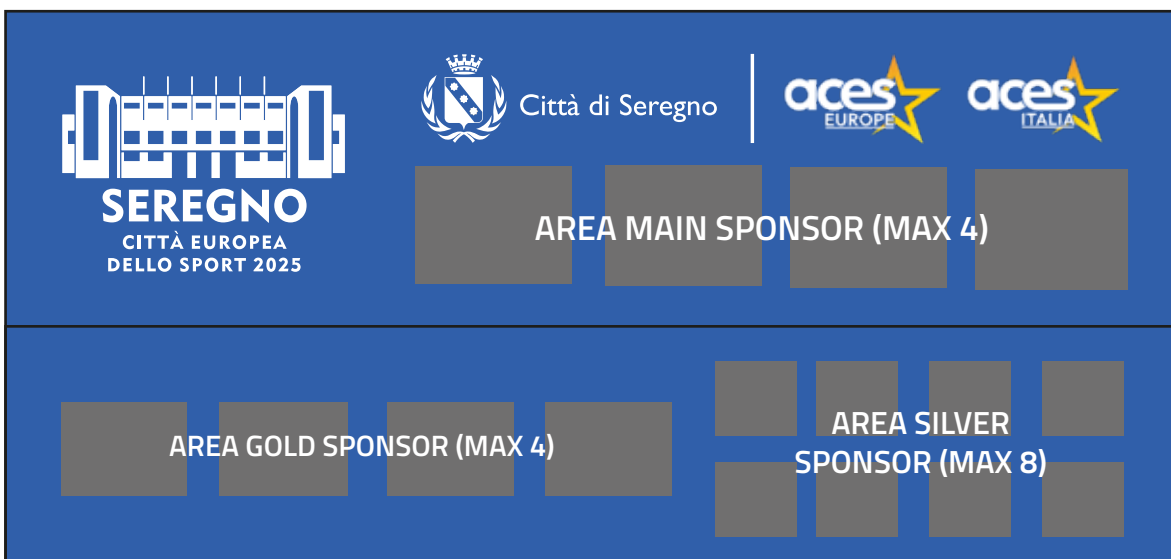 SEREGNO
CITTÀ EUROPEA
DELLO SPORT 2025
Città di Seregno
aces
EUROPE
aces
ITALIA
AREA MAIN SPONSOR (MAX 4)
AREA GOLD SPONSOR (MAX 4)
AREA SILVER
SPONSOR (MAX 8)